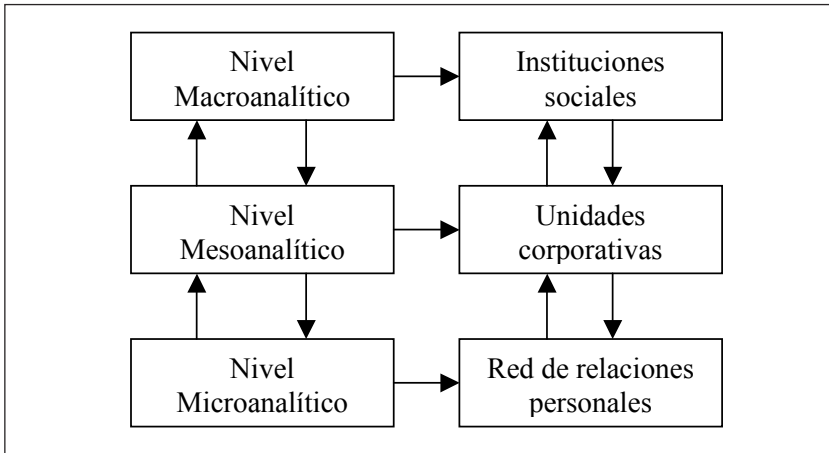 Nivel
Macroanalítico
Instituciones
sociales
Nivel
Mesoanalítico
Unidades
corporativas
Nivel
Microanalítico
Red de relaciones
personales